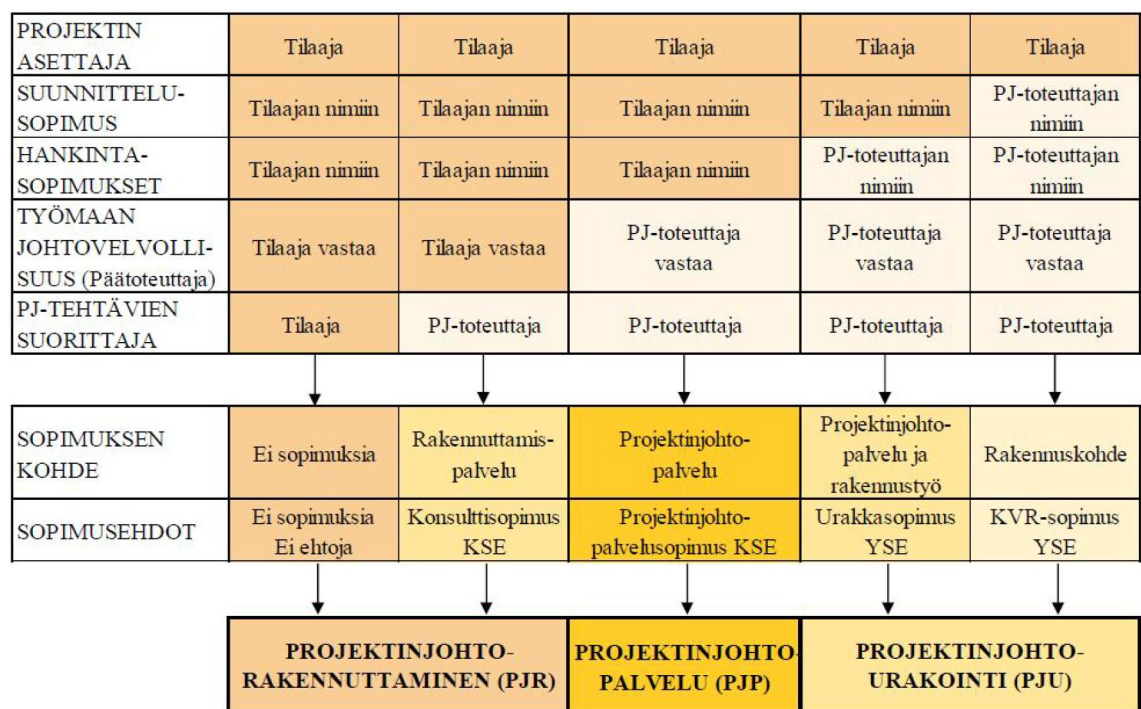 PROJEKTIN
ASETTAJA
Tilaaja
Tilaaja
Tilaaja
Tilaaja
Tilaaja
SUUNNITTELU-
SOPIMUS
Tilaajan nimiin
Tilaajan nimiin
Tilaajan nimiin
Tilaajan nimiin
PJ-toteuttajan
nimiin
HANKINTA-
SOPIMUKSET
Tilaajan nimiin
Tilaajan nimiin
Tilaajan nimiin
PJ-toteuttajan
nimiin
PJ-toteuttajan
nimiin
TYÖMAAN
JOHTOVELVOLLI-
SUUS (Päätoteuttaja)
Tilaaja vastaa
Tilaaja vastaa
PJ-toteuttaja
vastaa
PJ-toteuttaja
vastaa
PJ-toteuttaja
vastaa
PJ-TEHTÄVIEN
SUORITTAJA
Tilaaja
PJ-toteuttaja
PJ-toteuttaja
PJ-toteuttaja
PJ-toteuttaja
SOPIMUKSEN
KOHDE
Ei sopimuksia
Rakennuttamis-
palvelu
Projektinjohto-
palvelu
Projektinjohto-
palvelu ja
rakennustyö
Rakennuskohde
SOPIMUSEHDOT
Ei sopimuksia
Ei ehtoja
Konsulttisopimus
KSE
Projektinjohto-
palvelusopimus KSE
Urakkasopimus
YSE
KVR-sopimus
YSE
PROJEKTINJOHTO-
RAKENNUTTAMINEN (PJR)
PROJEKTINJOHTO-
PALVELU (PJP)
PROJEKTINJOHTO-
URAKOINTI (PJU)